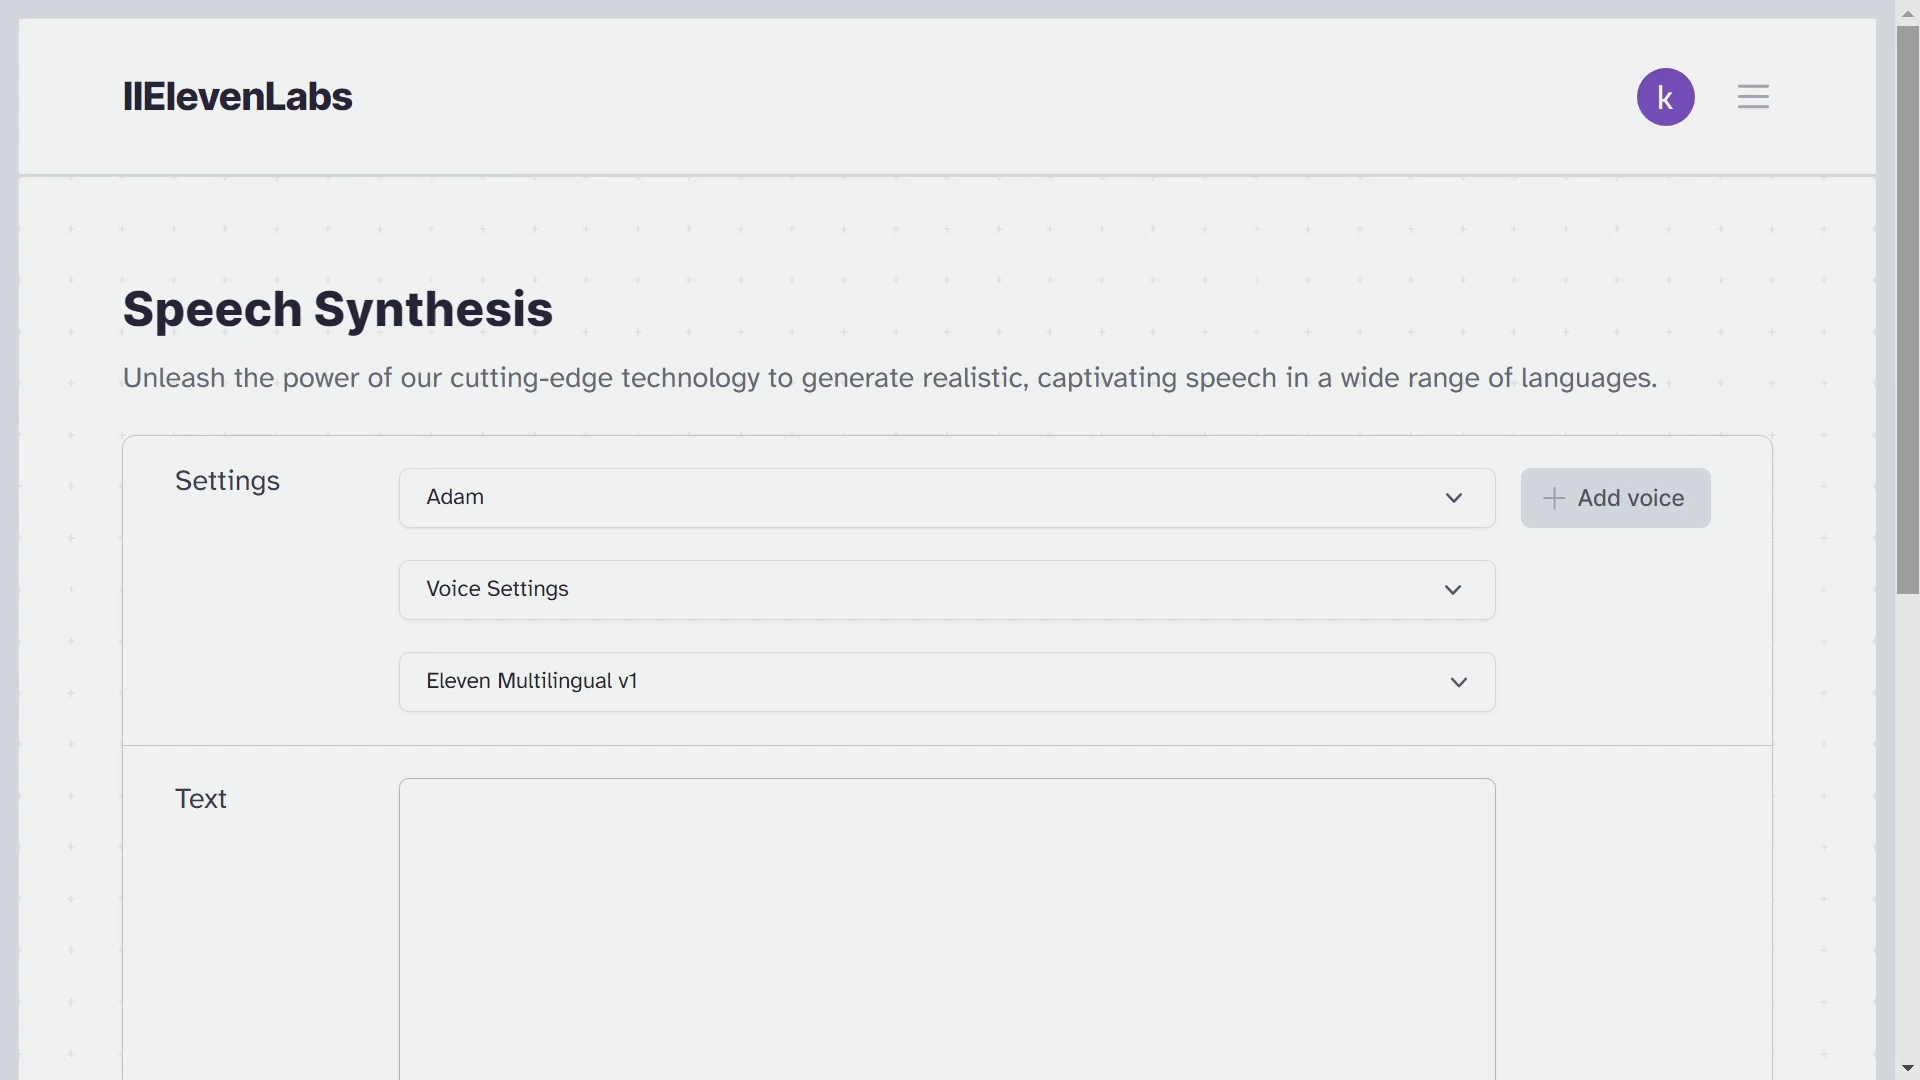 IIElevenLabs
k
Speech Synthesis
Unleash the power of our cutting-edge technology to generate realistic, captivating speech in a wide range of languages.
Settings
Adam
Add voice
Voice Settings
Eleven Multilingual v1
Text